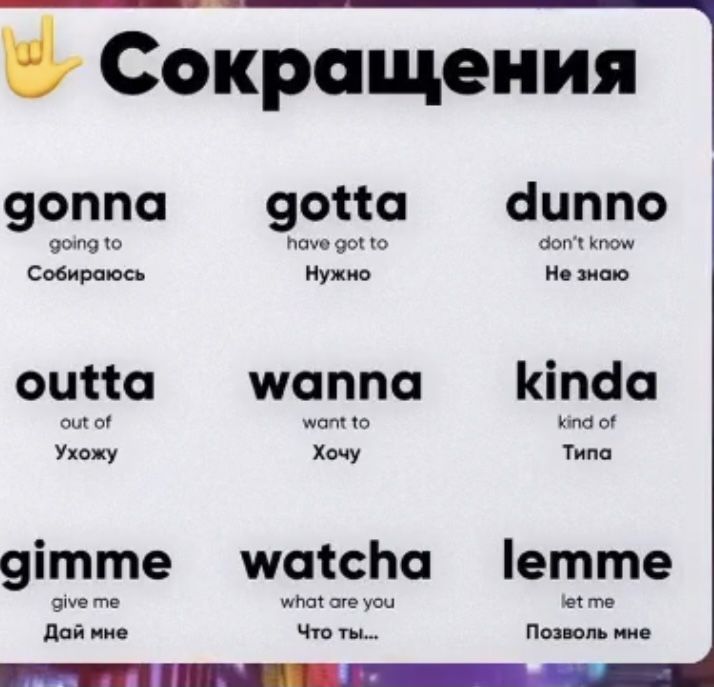 Сокращения
gonna gotta dunno
going to have got to don't know
Собираюсь Нужно Не знаю
outta wanna kinda
out of want to kind of
Ухожу Хочу Типа
gimme watcha lemme
give me what are you let me
Дай мне Что ты... Позволь мне